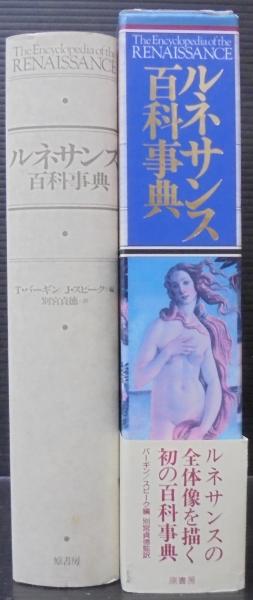 The Encyclopedia of the
RENAISSANCE
ルネサンス
百科事典
T・バーギン J・スピーク・編
別宮貞徳・訳
原書房
The Encyclopedia of the
RENAISSANCE
ルネサンス
百科事典
ルネサンスの
全体像を描く
初の百科事典
バーギン/スピーク編 別宮貞徳監訳
原書房